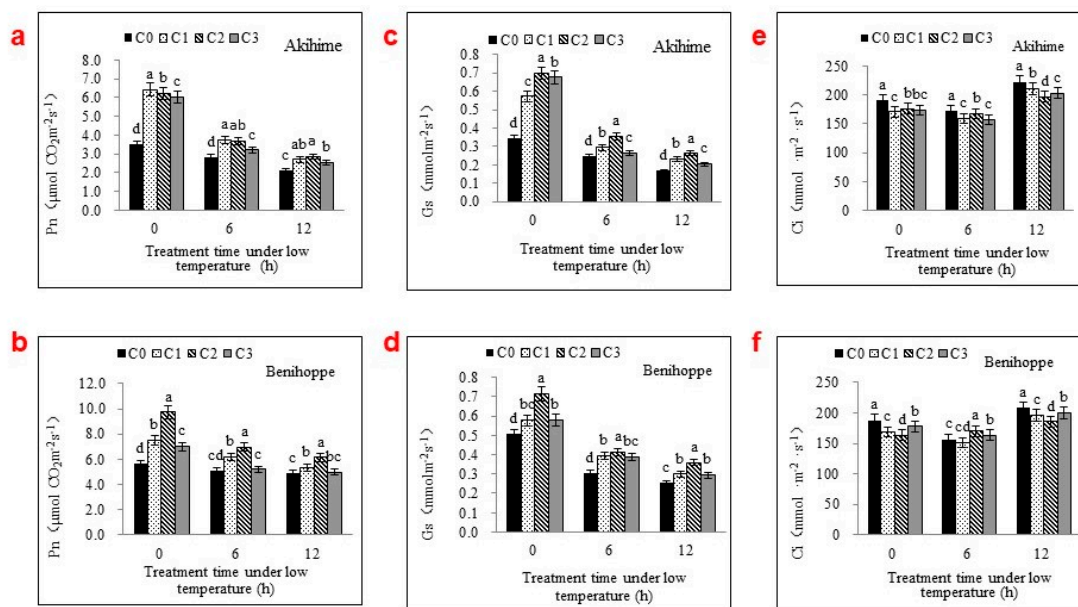 a
C0 C1 C2 C3
Akihime
Pn (μmol CO₂m⁻²s⁻¹)
8.0
7.0
6.0
5.0
4.0
3.0
2.0
1.0
0.0
d a b c
d a ab c
c ab a b
0 6 12
Treatment time under low
temperature (h)
c
C0 C1 C2 C3
Akihime
Gs (mmolm⁻²s⁻¹)
0.8
0.7
0.6
0.5
0.4
0.3
0.2
0.1
0
d c a b
d b a c
d b a c
0 6 12
Treatment time under low
temperature (h)
e
C0 C1 C2 C3
Akihime
Ci (mmol ·m⁻² ·s⁻¹)
250
200
150
100
50
0
a c b bc
a c b c
a b d c
0 6 12
Treatment time under low
temperature (h)
b
C0 C1 C2 C3
Benihoppe
Pn (μmol CO₂m⁻²s⁻¹)
12.0
10.0
8.0
6.0
4.0
2.0
0.0
d b a c
cd b a c
c b a bc
0 6 12
Treatment time under low
temperature (h)
d
C0 C1 C2 C3
Benihoppe
Gs (mmolm⁻²s⁻¹)
0.8
0.7
0.6
0.5
0.4
0.3
0.2
0.1
0
d bc a b
d b a bc
c b a b
0 6 12
Treatment time under low
temperature (h)
f
C0 C1 C2 C3
Benihoppe
Ci (mmol ·m⁻² ·s⁻¹)
250
200
150
100
50
0
a c d b
c cd a b
a c d b
0 6 12
Treatment time under low
temperature (h)